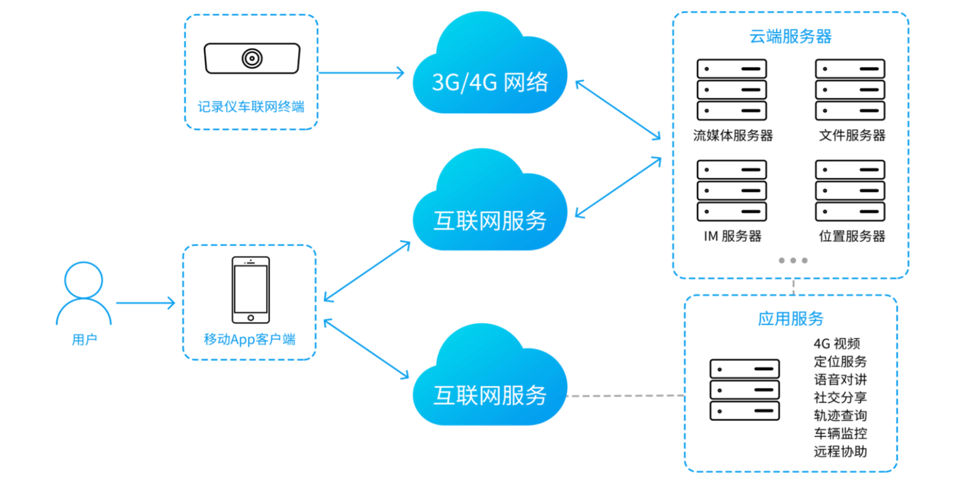 记录仪车联网终端
3G/4G 网络
云端服务器
流媒体服务器
文件服务器
IM 服务器
位置服务器
互联网服务
用户
移动App客户端
互联网服务
应用服务
4G 视频
定位服务
语音对讲
社交分享
轨迹查询
车辆监控
远程协助